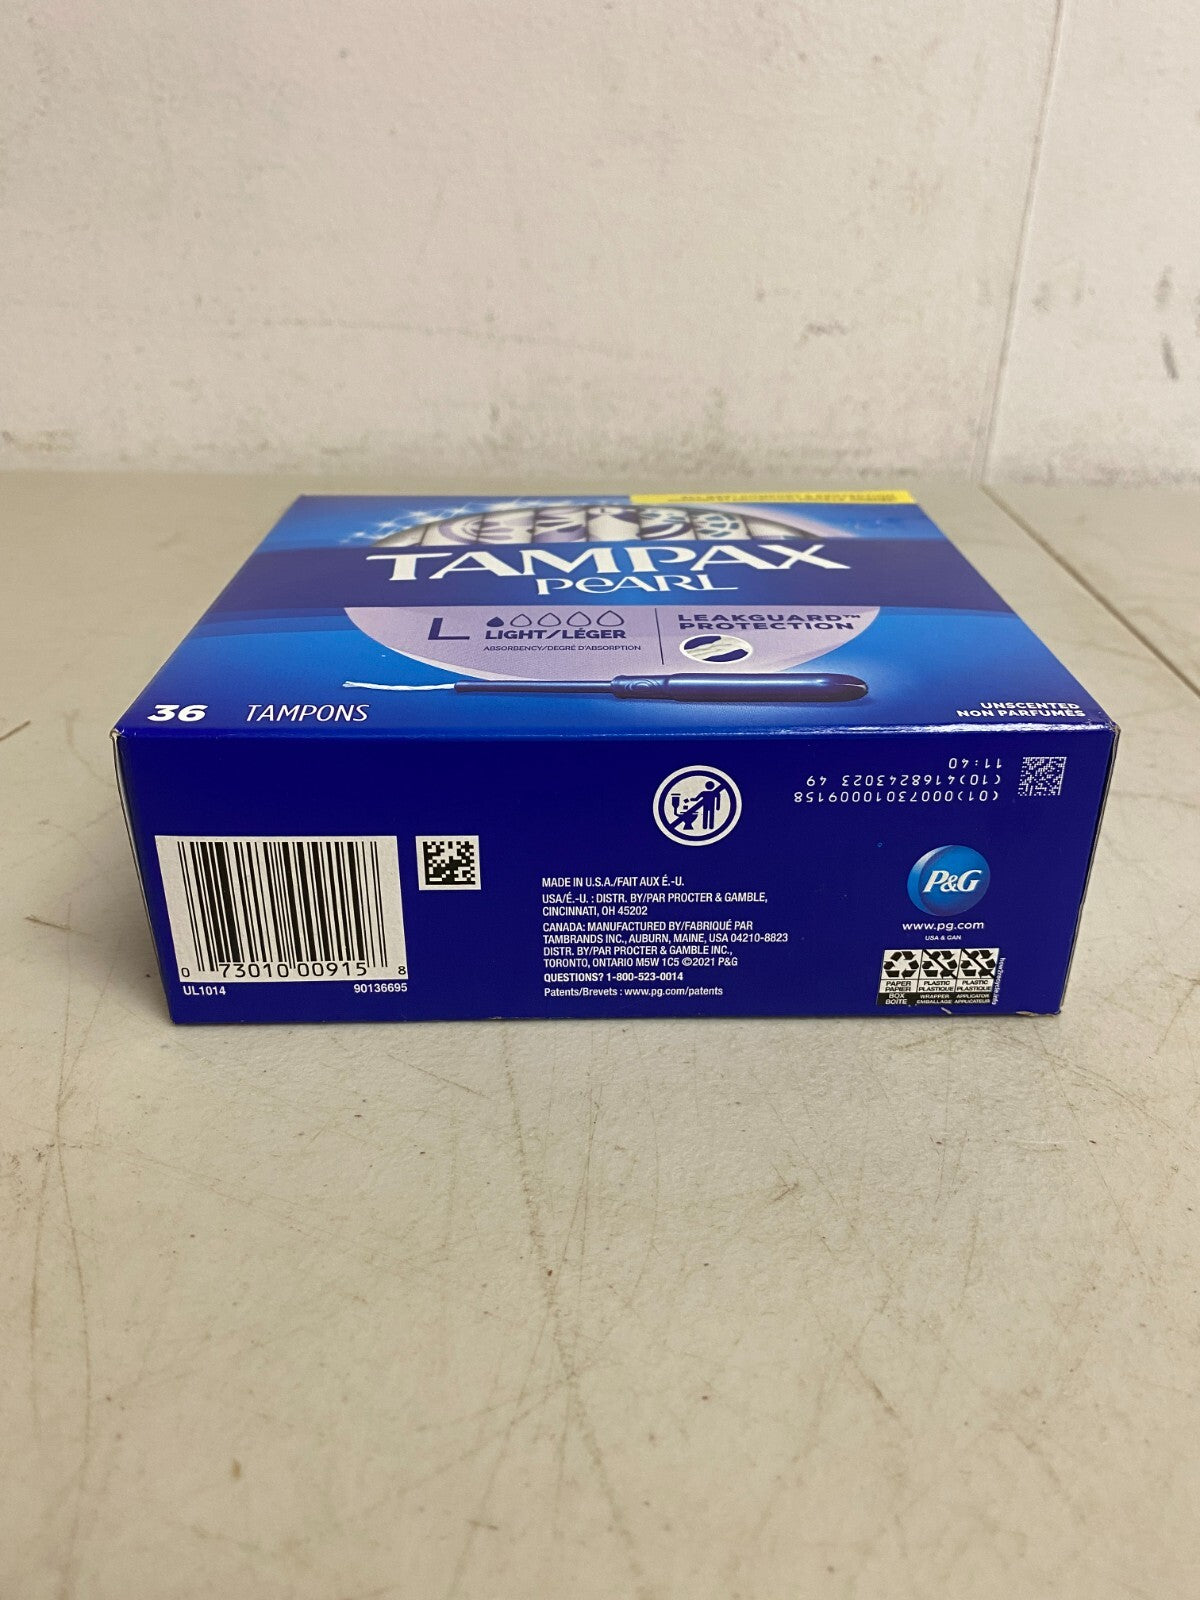 TAMPAX
PEARL
L
LIGHT/LÉGER
ABSORBENCY/DEGRÉ D'ABSORPTION
LEAKGUARD™
PROTECTION
36 TAMPONS
UNSCENTED
NON PARFUMÉS
(01)00073010009158
(10)4168243023 49
11:40
0 73010 00915 8
UL1014 90136695
MADE IN U.S.A./FAIT AUX É.-U.
USA/É.-U. : DISTR. BY/PAR PROCTER & GAMBLE,
CINCINNATI, OH 45202
CANADA: MANUFACTURED BY/FABRIQUÉ PAR
TAMBRANDS INC., AUBURN, MAINE, USA 04210-8823
DISTR. BY/PAR PROCTER & GAMBLE INC.,
TORONTO, ONTARIO M5W 1C5 ©2021 P&G
QUESTIONS? 1-800-523-0014
Patents/Brevets : www.pg.com/patents
P&G
www.pg.com
USA & CAN
PAPER PLASTIC PLASTIC
PAPIER PLASTIQUE PLASTIQUE
BOX WRAPPER APPLICATOR
BOÎTE EMBALLAGE APPLICATEUR
how2recycle.info